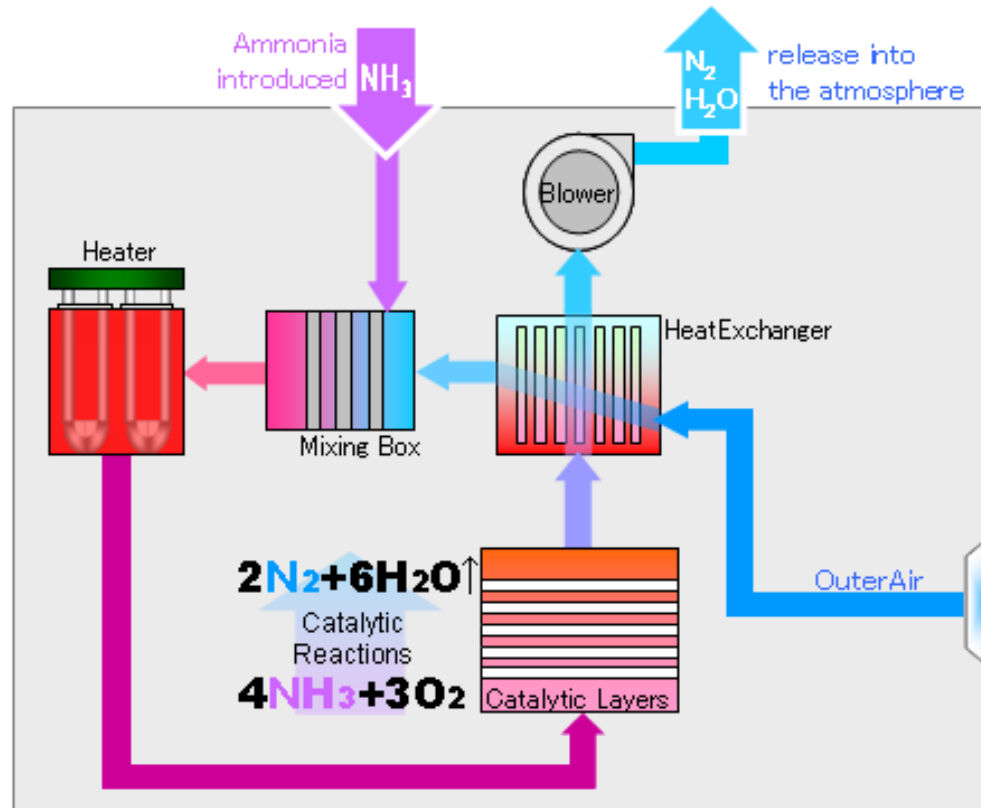 Ammonia
introduced
NH₃
N₂
H₂O
release into
the atmosphere
Blower
Heater
HeatExchanger
Mixing Box
OuterAir
2N₂+6H₂O↑
Catalytic
Reactions
4NH₃+3O₂
Catalytic Layers